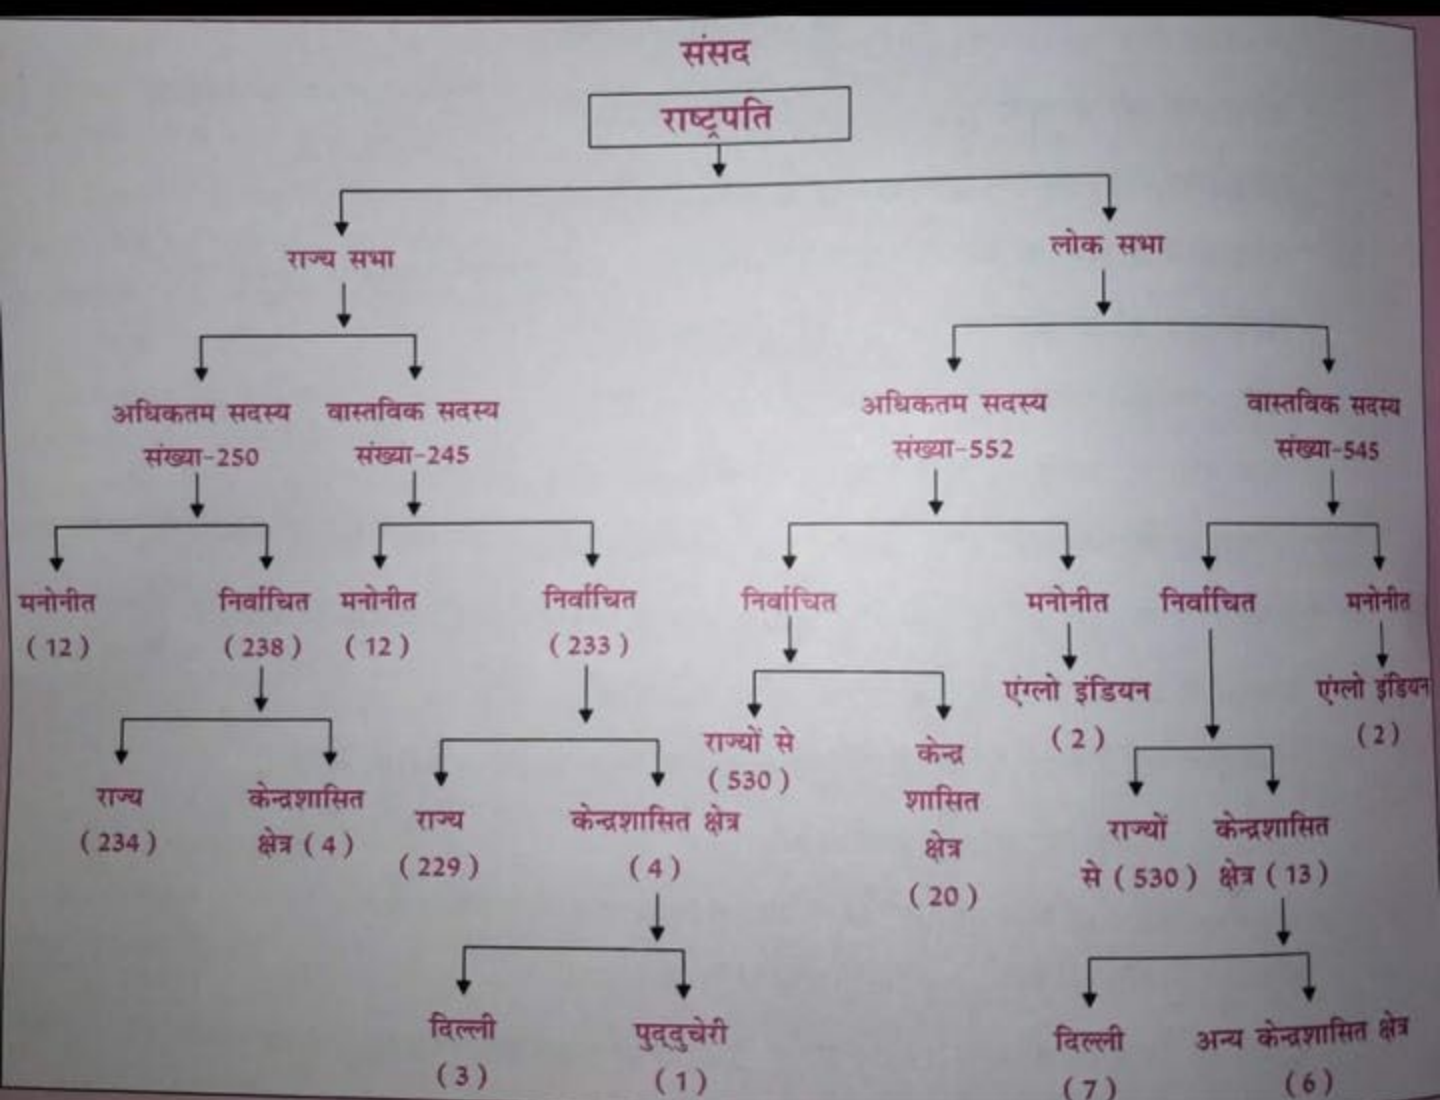 संसद
राष्ट्रपति
राज्य सभा
लोक सभा
अधिकतम सदस्य
संख्या-250
वास्तविक सदस्य
संख्या-245
अधिकतम सदस्य
संख्या-552
वास्तविक सदस्य
संख्या-545
मनोनीत
(12)
निर्वाचित
(238)
मनोनीत
(12)
निर्वाचित
(233)
निर्वाचित
मनोनीत
निर्वाचित
मनोनीत
एंग्लो इंडियन
(2)
एंग्लो इंडियन
(2)
राज्यों से
(530)
केन्द्र
शासित
क्षेत्र
(20)
राज्य
(234)
केन्द्रशासित
क्षेत्र (4)
राज्य
(229)
केन्द्रशासित क्षेत्र
(4)
राज्यों
से (530)
केन्द्रशासित
क्षेत्र (13)
दिल्ली
(3)
पुद्दुचेरी
(1)
दिल्ली
(7)
अन्य केन्द्रशासित क्षेत्र
(6)